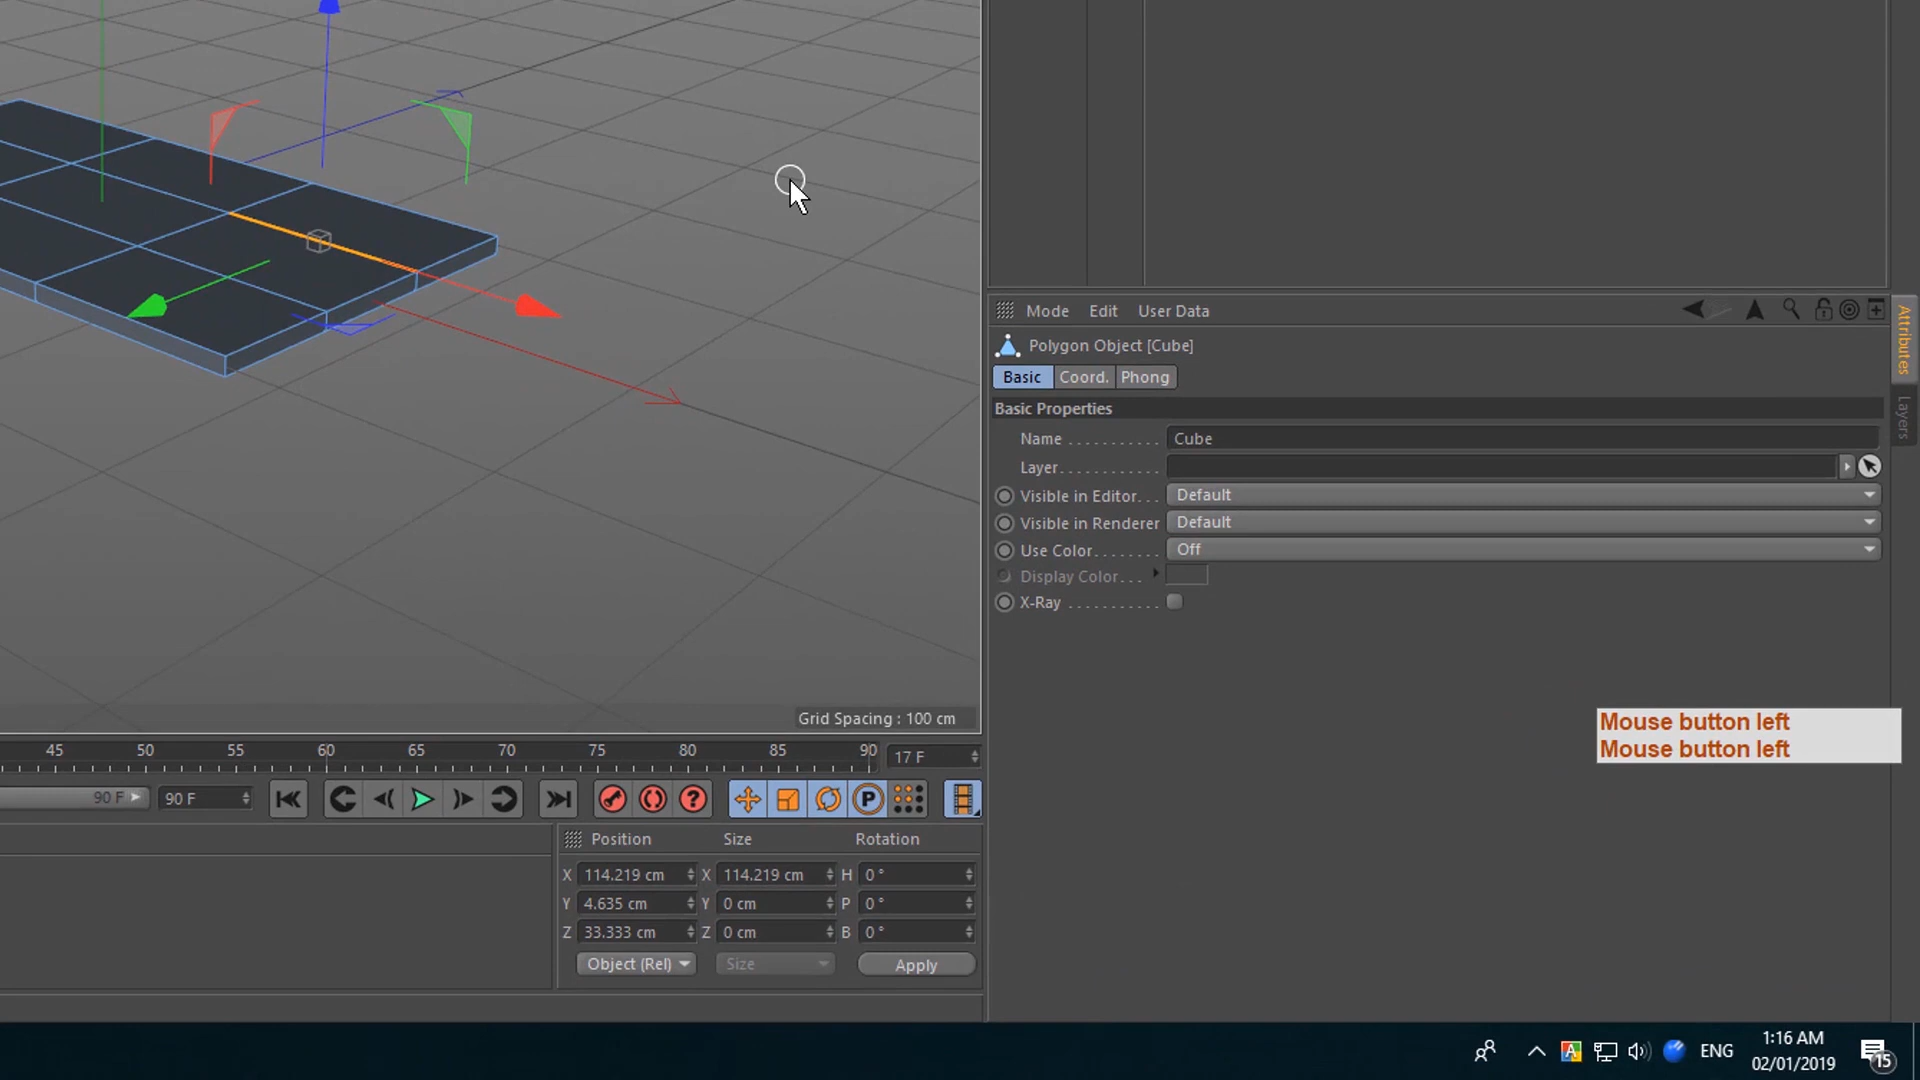 Mode Edit User Data
Attributes
Layers
Polygon Object [Cube]
Basic Coord. Phong
Basic Properties
Name . . . . . . . . . . . Cube
Layer. . . . . . . . . . . .
Visible in Editor. . . Default
Visible in Renderer Default
Use Color. . . . . . . . Off
Display Color. . .
X-Ray . . . . . . . . . . .
Grid Spacing : 100 cm
Mouse button left
Mouse button left
45 50 55 60 65 70 75 80 85 90 17 F
90 F 90 F
Position Size Rotation
X 114.219 cm X 114.219 cm H 0 °
Y 4.635 cm Y 0 cm P 0 °
Z 33.333 cm Z 0 cm B 0 °
Object (Rel) Size Apply
ENG 1:16 AM
02/01/2019
15